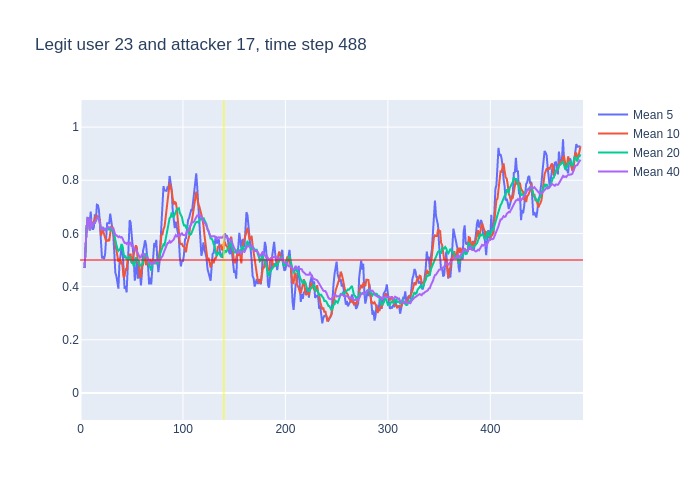 Legit user 23 and attacker 17, time step 488
Mean 5
Mean 10
Mean 20
Mean 40
1
0.8
0.6
0.4
0.2
0
0 100 200 300 400